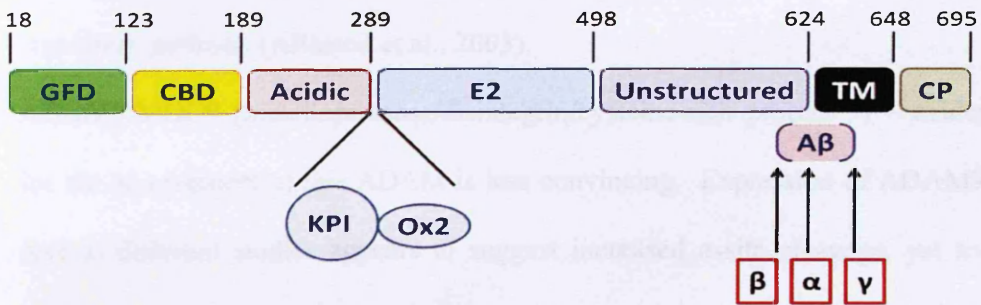 18 123 189 289 498 624 648 695
GFD CBD Acidic E2 Unstructured TM CP
Aβ
KPI Ox2
β α γ